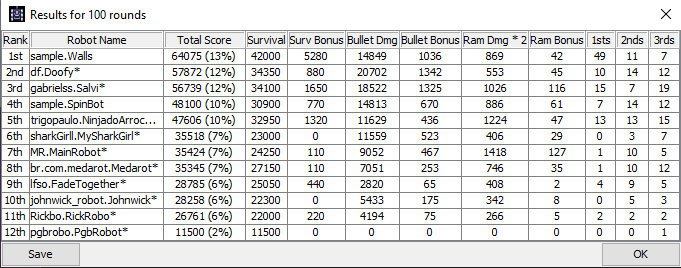 Results for 100 rounds
Rank Robot Name Total Score Survival Surv Bonus Bullet Dmg Bullet Bonus Ram Dmg * 2 Ram Bonus 1sts 2nds 3rds
1st sample.Walls 64075 (13%) 42000 5280 14849 1036 869 42 49 11 7
2nd df.Doofy* 57872 (12%) 34350 880 20702 1342 553 45 10 14 12
3rd gabrielss.Salvi* 56739 (12%) 34100 1650 18522 1325 1026 116 15 7 19
4th sample.SpinBot 48100 (10%) 30900 770 14813 670 886 61 7 14 12
5th trigopaulo.NinjadoArroc... 47606 (10%) 32950 1320 11629 436 1224 47 13 13 15
6th sharkGirll.MySharkGirl* 35518 (7%) 23000 0 11559 523 406 29 0 3 7
7th MR.MainRobot* 35424 (7%) 24250 110 9052 467 1418 127 1 10 5
8th br.com.medarot.Medarot* 35345 (7%) 27150 110 7051 253 746 35 1 10 12
9th lfso.FadeTogether* 28785 (6%) 25050 440 2820 65 408 2 4 9 5
10th johnwick_robot.Johnwick* 28258 (6%) 22300 0 5433 175 342 8 0 5 3
11th Rickbo.RickRobo* 26761 (6%) 22000 220 4194 75 266 5 2 2 2
12th pgbrobo.PgbRobot* 11500 (2%) 11500 0 0 0 0 0 0 0 1
Save OK